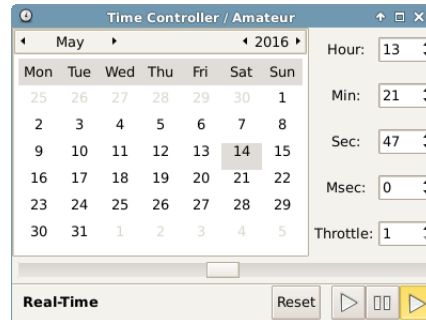 Time Controller / Amateur
May 2016
Mon Tue Wed Thu Fri Sat Sun
25 26 27 28 29 30 1
2 3 4 5 6 7 8
9 10 11 12 13 14 15
16 17 18 19 20 21 22
23 24 25 26 27 28 29
30 31 1 2 3 4 5
Hour: 13
Min: 21
Sec: 47
Msec: 0
Throttle: 1
Real-Time Reset